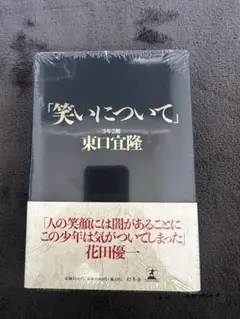 「笑いについて」
3年2組
東口宜隆
「人の笑顔には闇があることに
この少年は気がついてしまった」
花田優一
幻冬舎